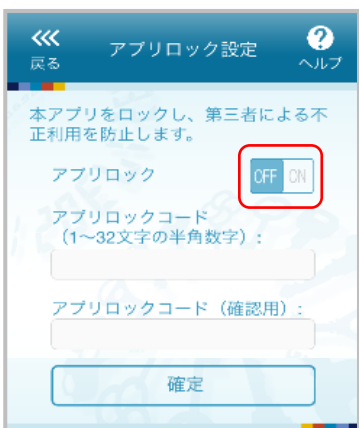 戻る
アプリロック設定
?
ヘルプ
本アプリをロックし、第三者による不
正利用を防止します。
アプリロック
OFF ON
アプリロックコード
（1～32文字の半角数字）:
アプリロックコード（確認用）:
確定